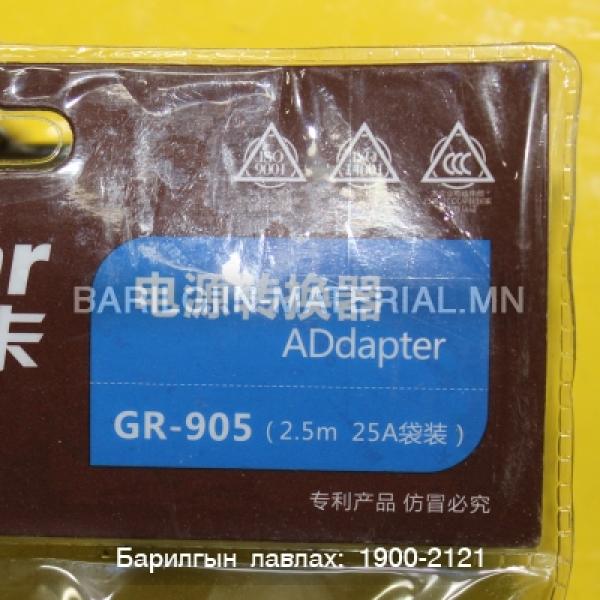 ISO 9001
ISO 14001
CCC
卡
电源转换器
BARILGIIN-MATERIAL.MN
ADdapter
GR-905 (2.5m 25A袋装)
专利产品 仿冒必究
Барилгын лавлах: 1900-2121